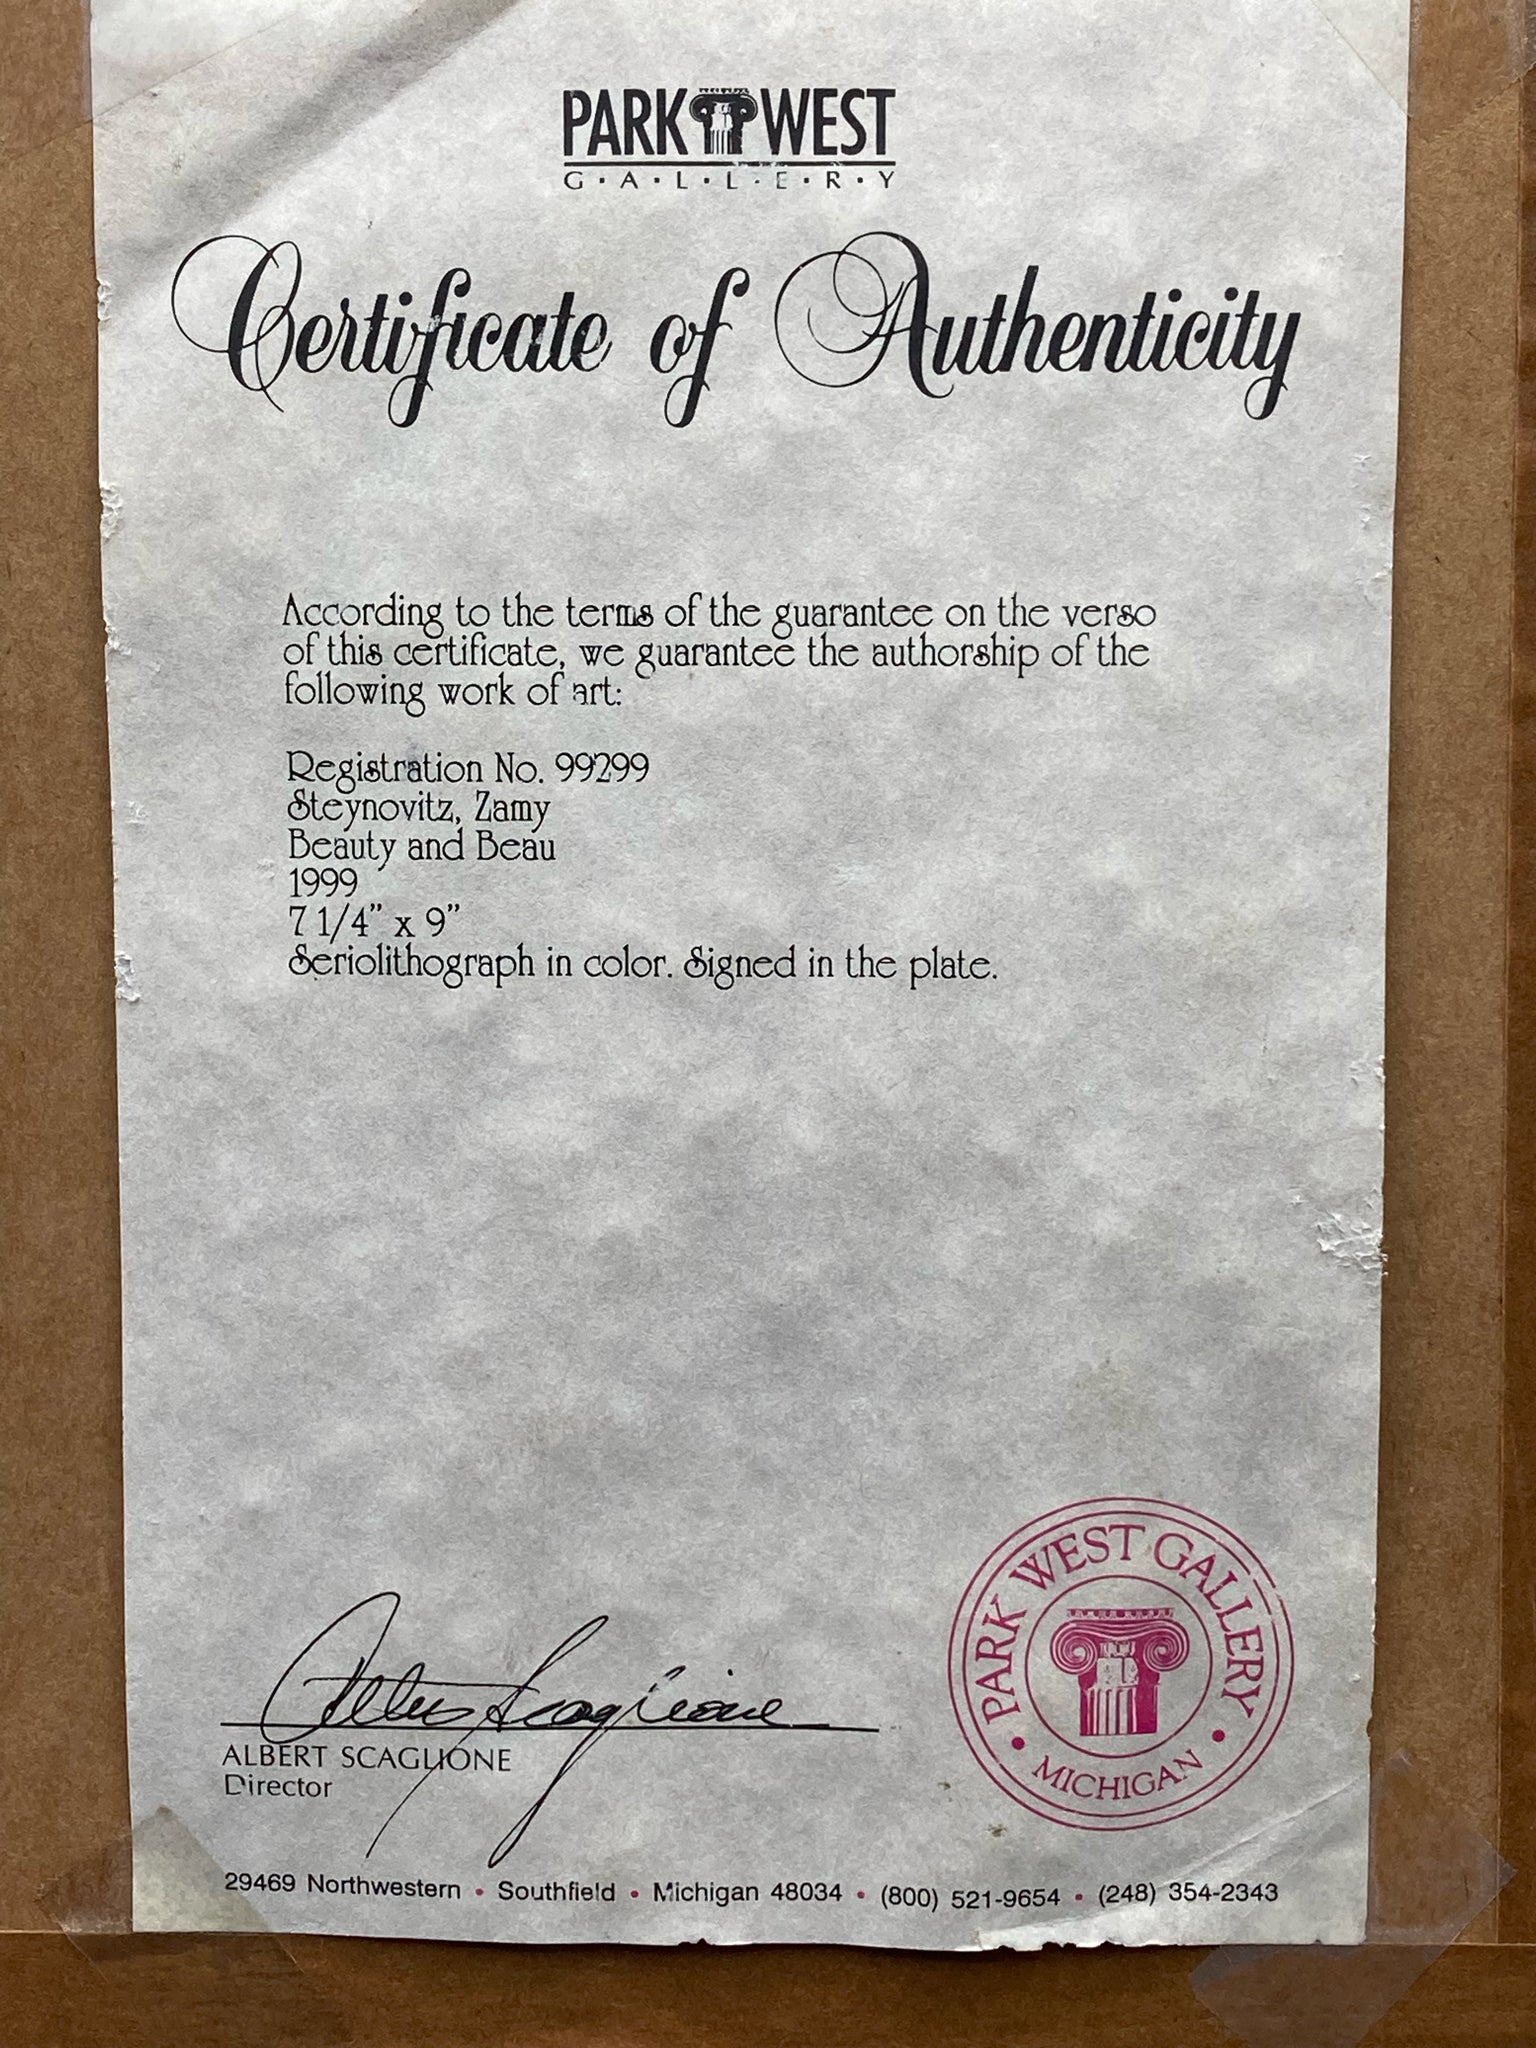 PARK WEST
G·A·L·L·E·R·Y
Certificate of Authenticity
According to the terms of the guarantee on the verso
of this certificate, we guarantee the authorship of the
following work of art:
Registration No. 99299
Steynovitz, Zamy
Beauty and Beau
1999
7 1/4" x 9"
Seriolithograph in color. Signed in the plate.
Albert Scaglione
ALBERT SCAGLIONE
Director
PARK WEST GALLERY
• MICHIGAN •
29469 Northwestern • Southfield • Michigan 48034 • (800) 521-9654 • (248) 354-2343